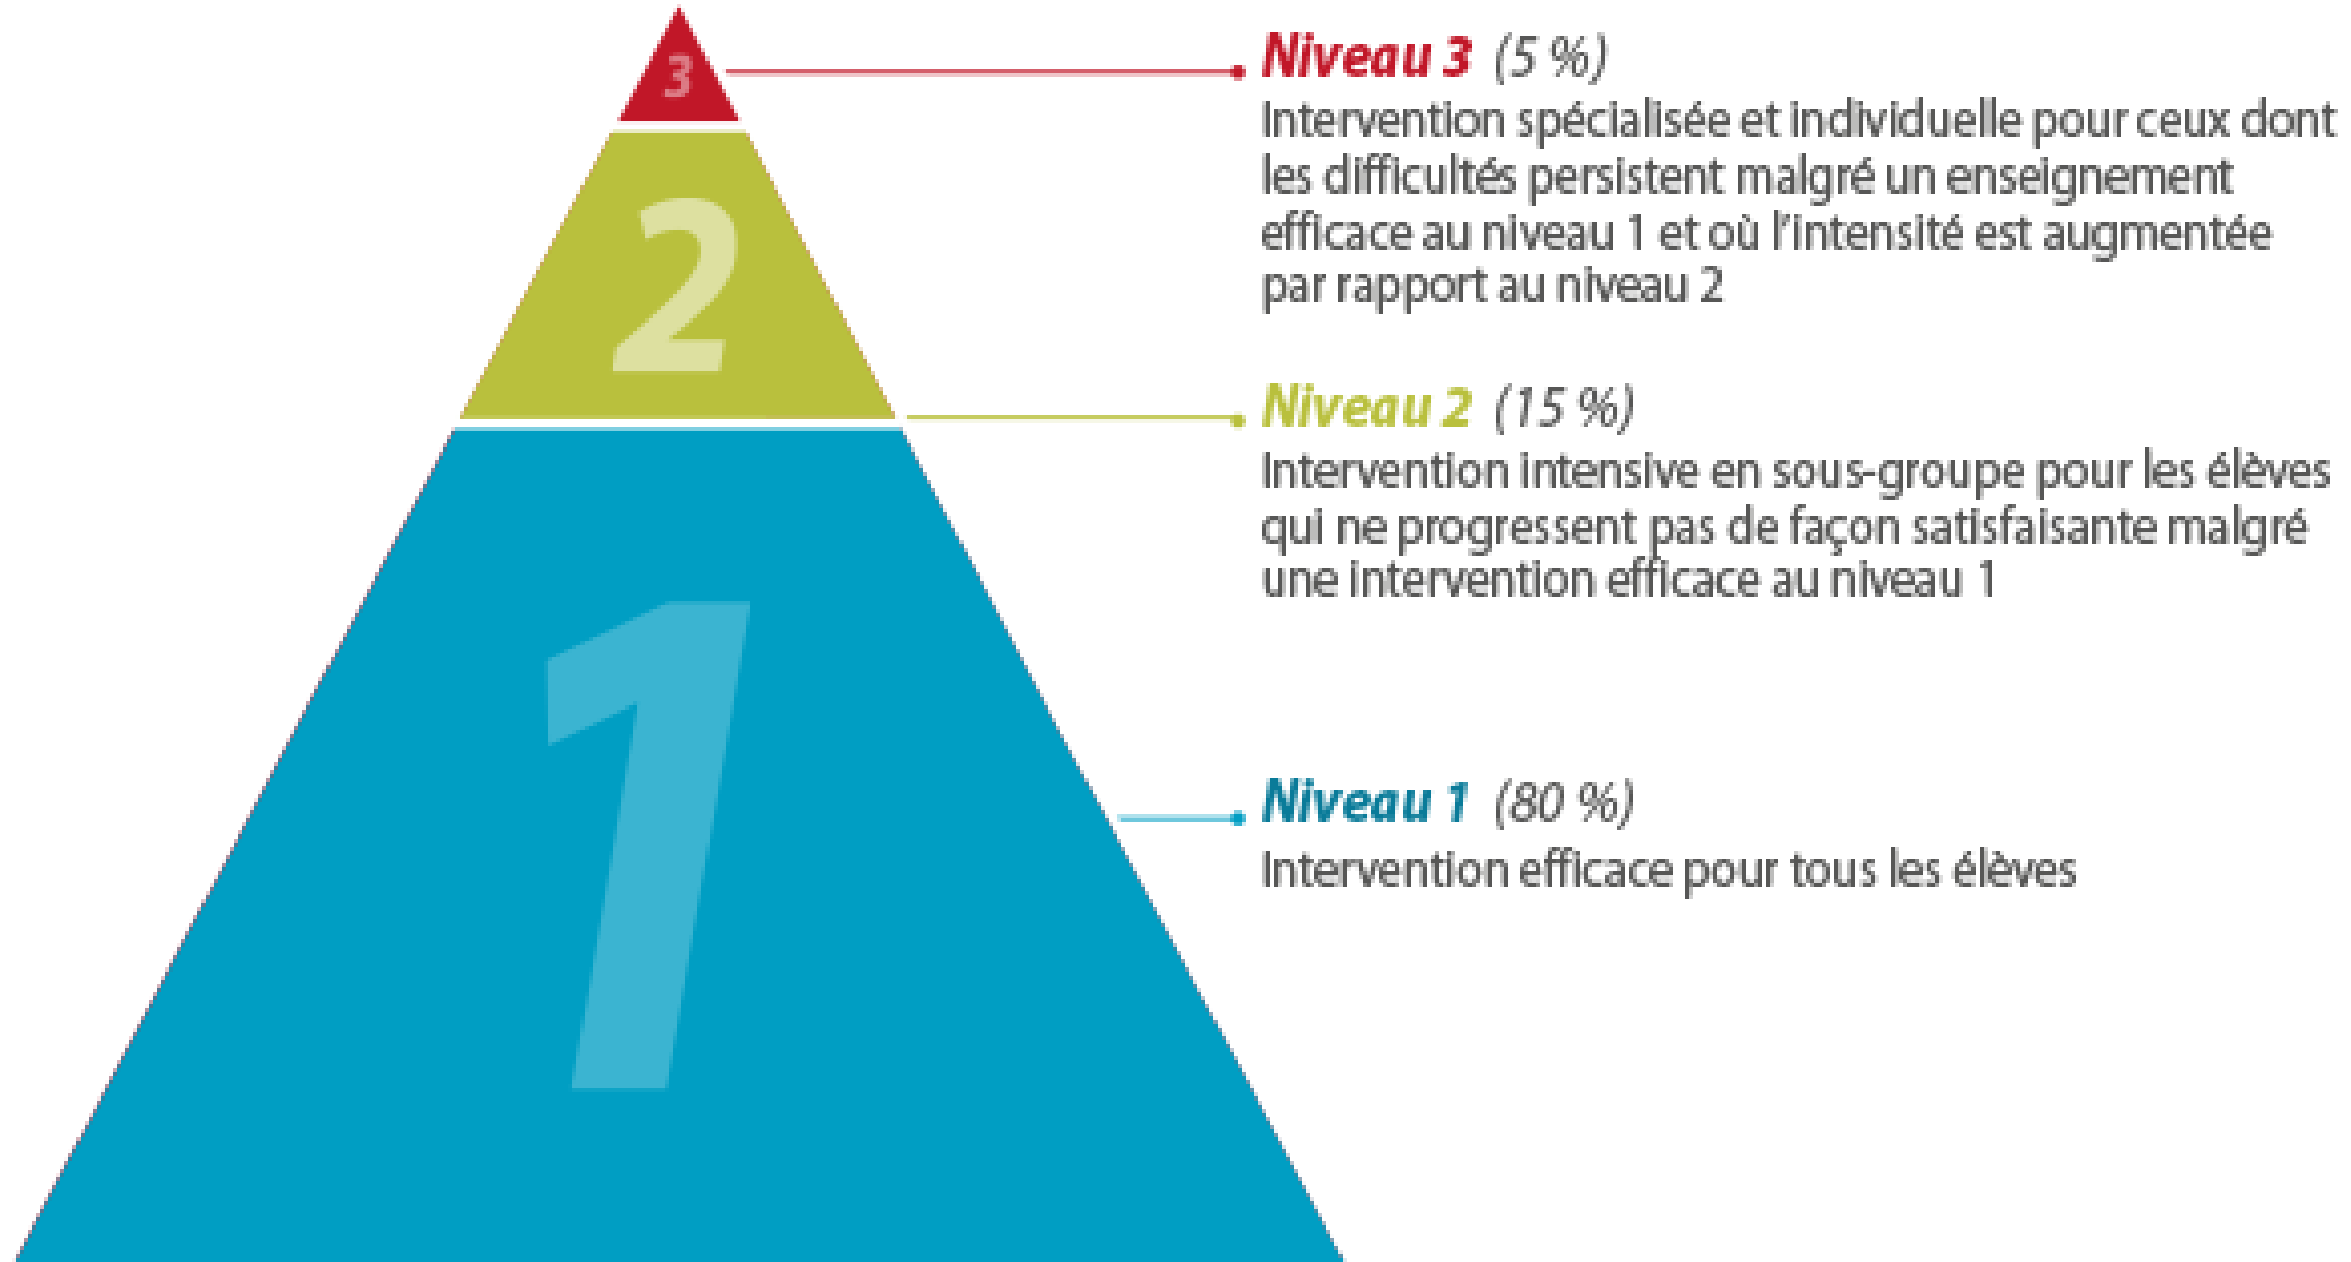 3
Niveau 3 (5 %)
Intervention spécialisée et individuelle pour ceux dont
les difficultés persistent malgré un enseignement
efficace au niveau 1 et où l'intensité est augmentée
par rapport au niveau 2
2
Niveau 2 (15 %)
Intervention intensive en sous-groupe pour les élèves
qui ne progressent pas de façon satisfaisante malgré
une intervention efficace au niveau 1
1
Niveau 1 (80 %)
Intervention efficace pour tous les élèves